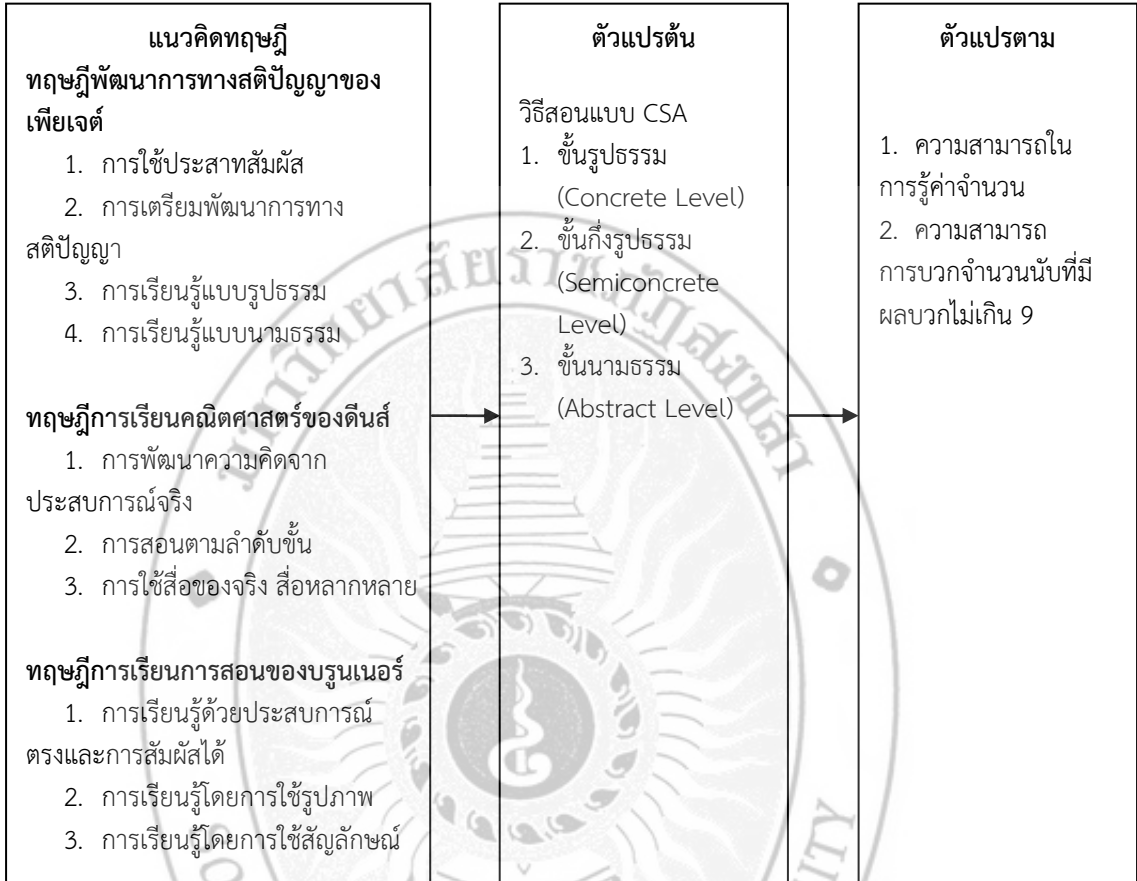 แนวคิดทฤษฎี
ทฤษฎีพัฒนาการทางสติปัญญาของ
เพียเจต์
1. การใช้ประสาทสัมผัส
2. การเตรียมพัฒนาการทาง
สติปัญญา
3. การเรียนรู้แบบรูปธรรม
4. การเรียนรู้แบบนามธรรม
ทฤษฎีการเรียนคณิตศาสตร์ของดีนส์
1. การพัฒนาความคิดจาก
ประสบการณ์จริง
2. การสอนตามลำดับขั้น
3. การใช้สื่อของจริง สื่อหลากหลาย
ทฤษฎีการเรียนการสอนของบรูนเนอร์
1. การเรียนรู้ด้วยประสบการณ์
ตรงและการสัมผัสได้
2. การเรียนรู้โดยการใช้รูปภาพ
3. การเรียนรู้โดยการใช้สัญลักษณ์
ตัวแปรต้น
วิธีสอนแบบ CSA
1. ขั้นรูปธรรม
(Concrete Level)
2. ขั้นกึ่งรูปธรรม
(Semiconcrete
Level)
3. ขั้นนามธรรม
(Abstract Level)
ตัวแปรตาม
1. ความสามารถใน
การรู้ค่าจำนวน
2. ความสามารถ
การบวกจำนวนนับที่มี
ผลบวกไม่เกิน 9
มหาวิทยาลัยราชภัฏสงขลา